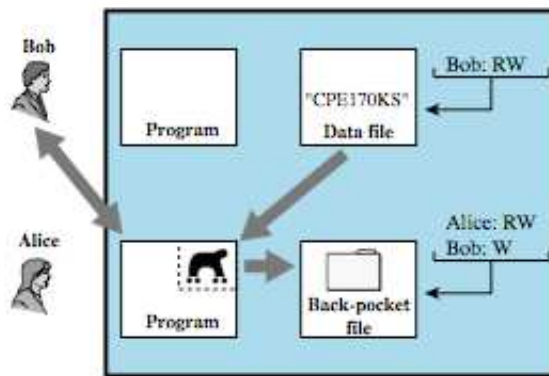 Bob
Program
"CPE170KS"
Data file
Bob: RW
Alice
Program
Back-pocket
file
Alice: RW
Bob: W